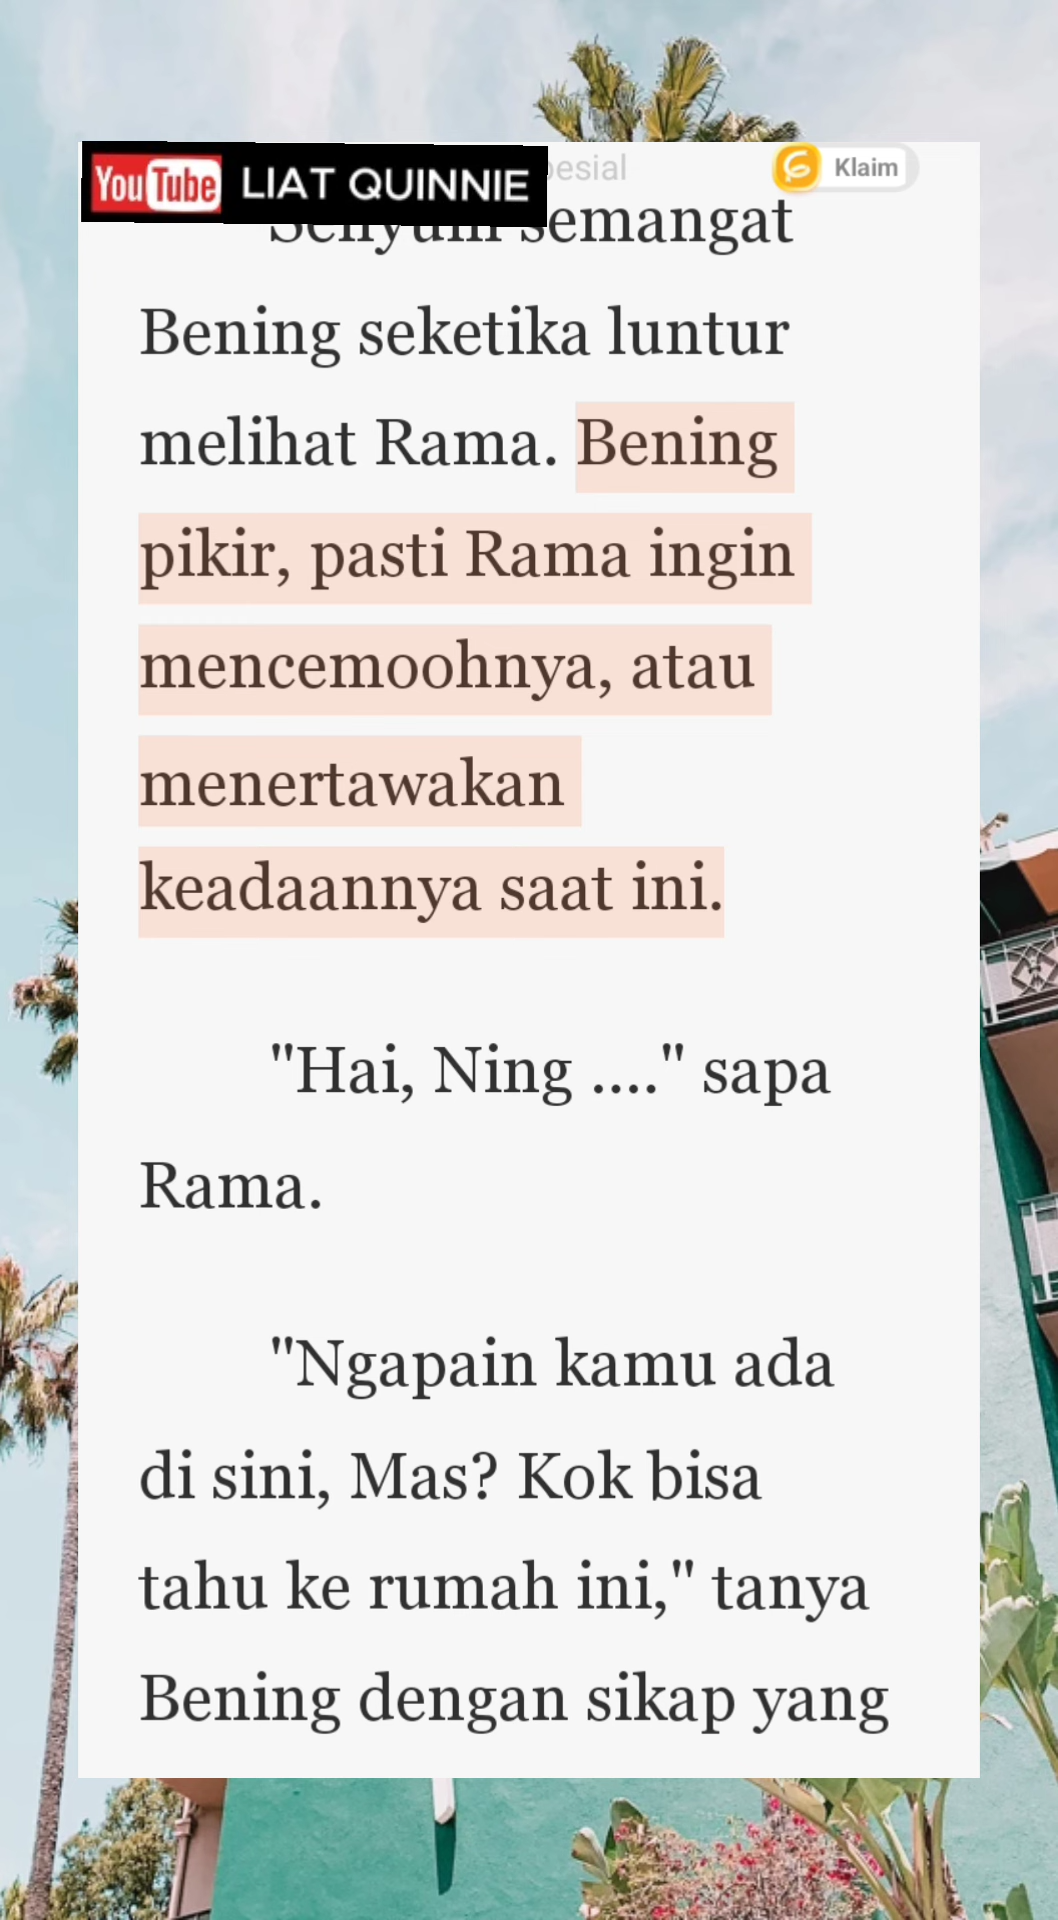 YouTube LIAT QUINNIE
Klaim
semangat
Bening seketika luntur
melihat Rama. Bening
pikir, pasti Rama ingin
mencemoohnya, atau
menertawakan
keadaannya saat ini.
"Hai, Ning ...." sapa
Rama.
"Ngapain kamu ada
di sini, Mas? Kok bisa
tahu ke rumah ini," tanya
Bening dengan sikap yang